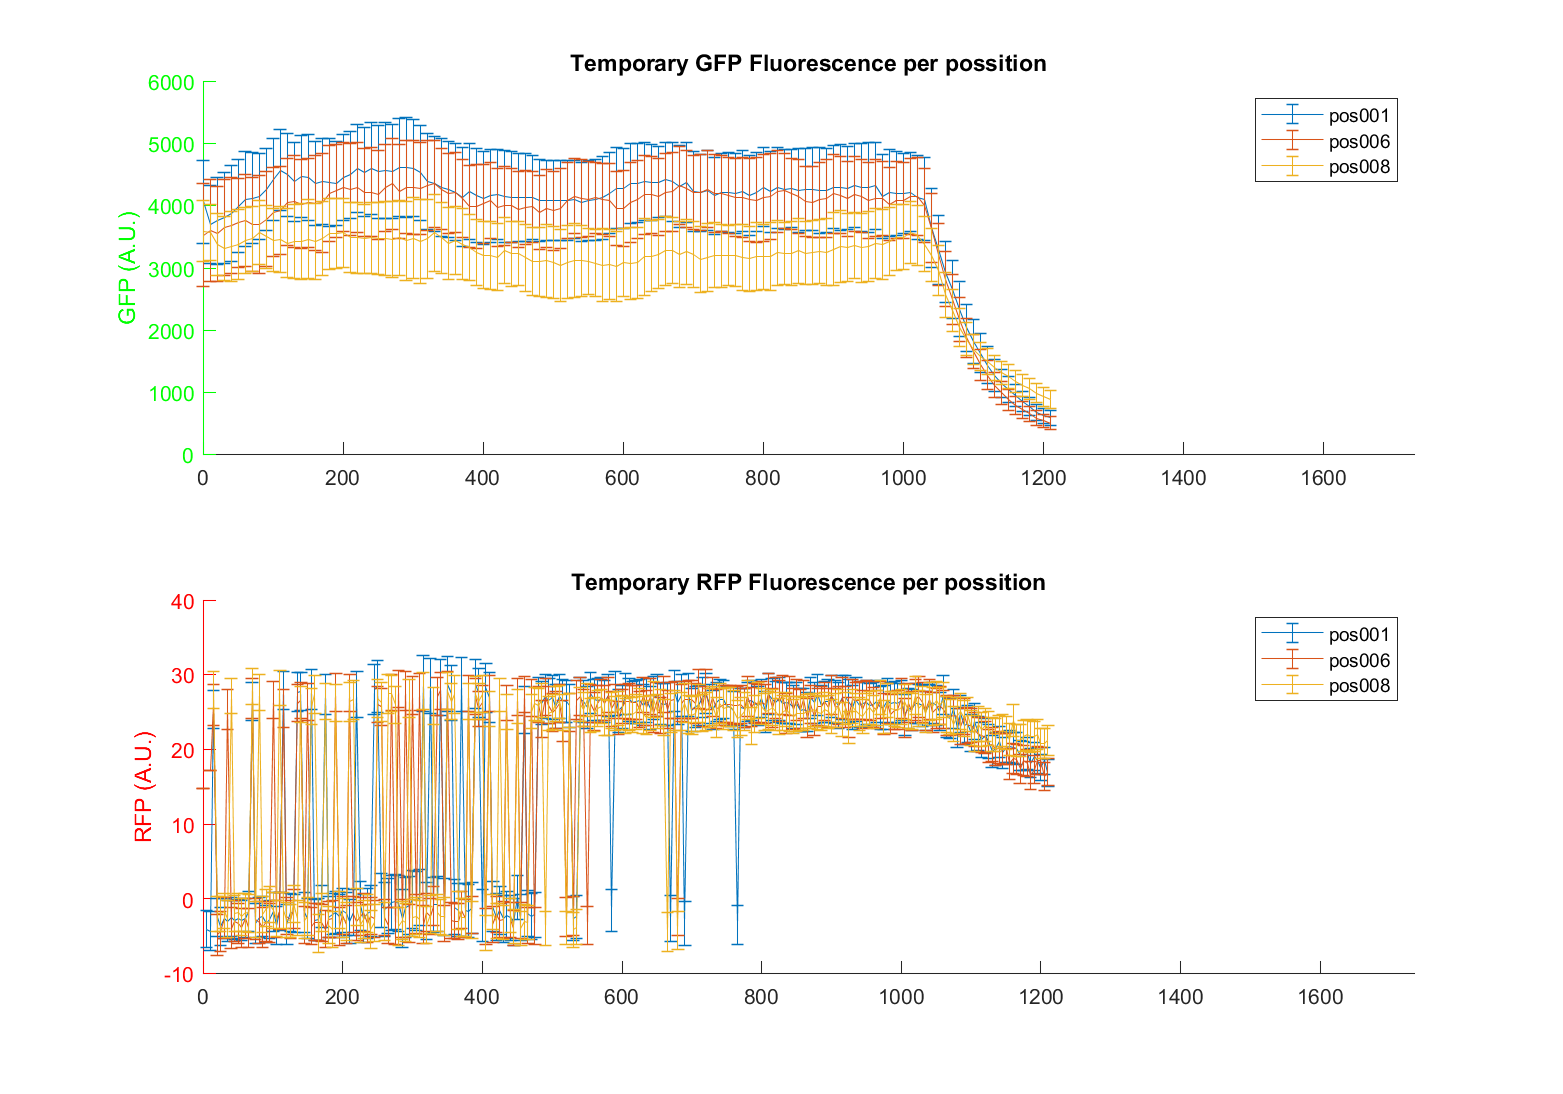 Temporary GFP Fluorescence per possition
6000
5000
4000
3000
2000
1000
0
GFP (A.U.)
0 200 400 600 800 1000 1200 1400 1600
pos001
pos006
pos008
Temporary RFP Fluorescence per possition
40
30
20
10
0
-10
RFP (A.U.)
0 200 400 600 800 1000 1200 1400 1600
pos001
pos006
pos008